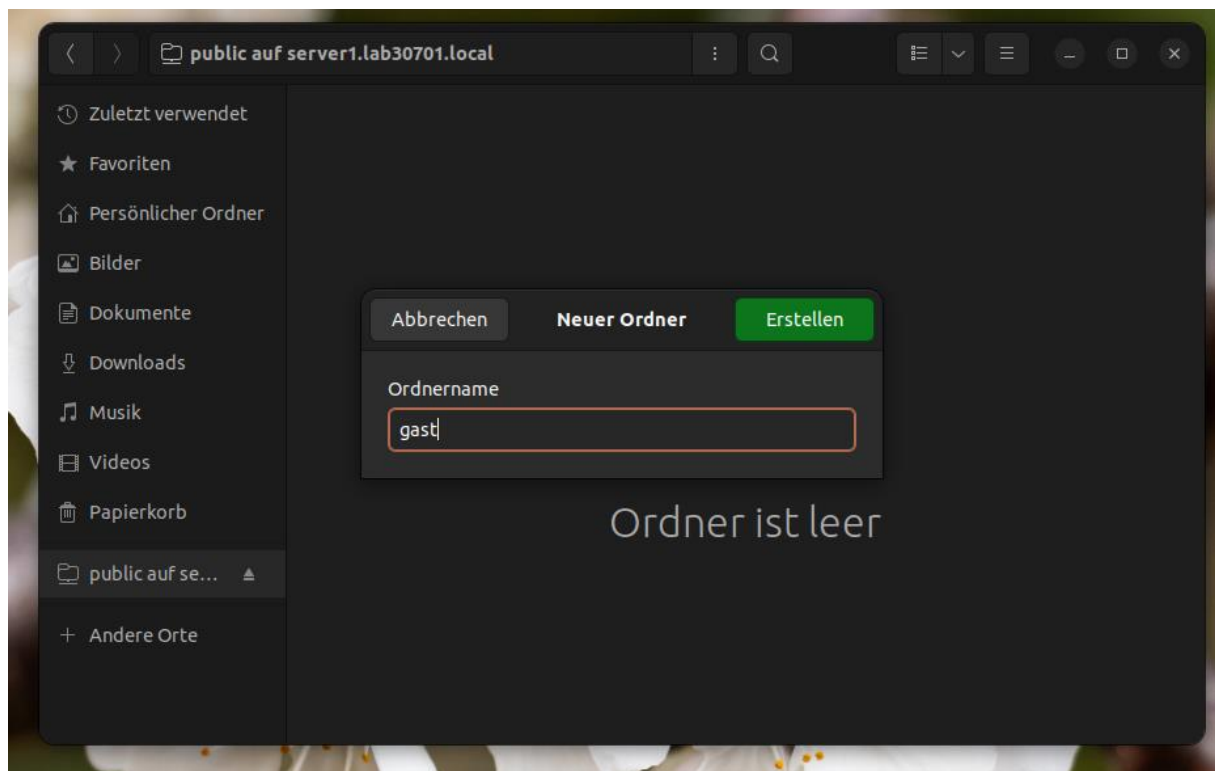 public auf server1.lab30701.local
Zuletzt verwendet
Favoriten
Persönlicher Ordner
Bilder
Dokumente
Downloads
Musik
Videos
Papierkorb
public auf se...
Andere Orte
Abbrechen
Neuer Ordner
Erstellen
Ordnername
gast
Ordner ist leer